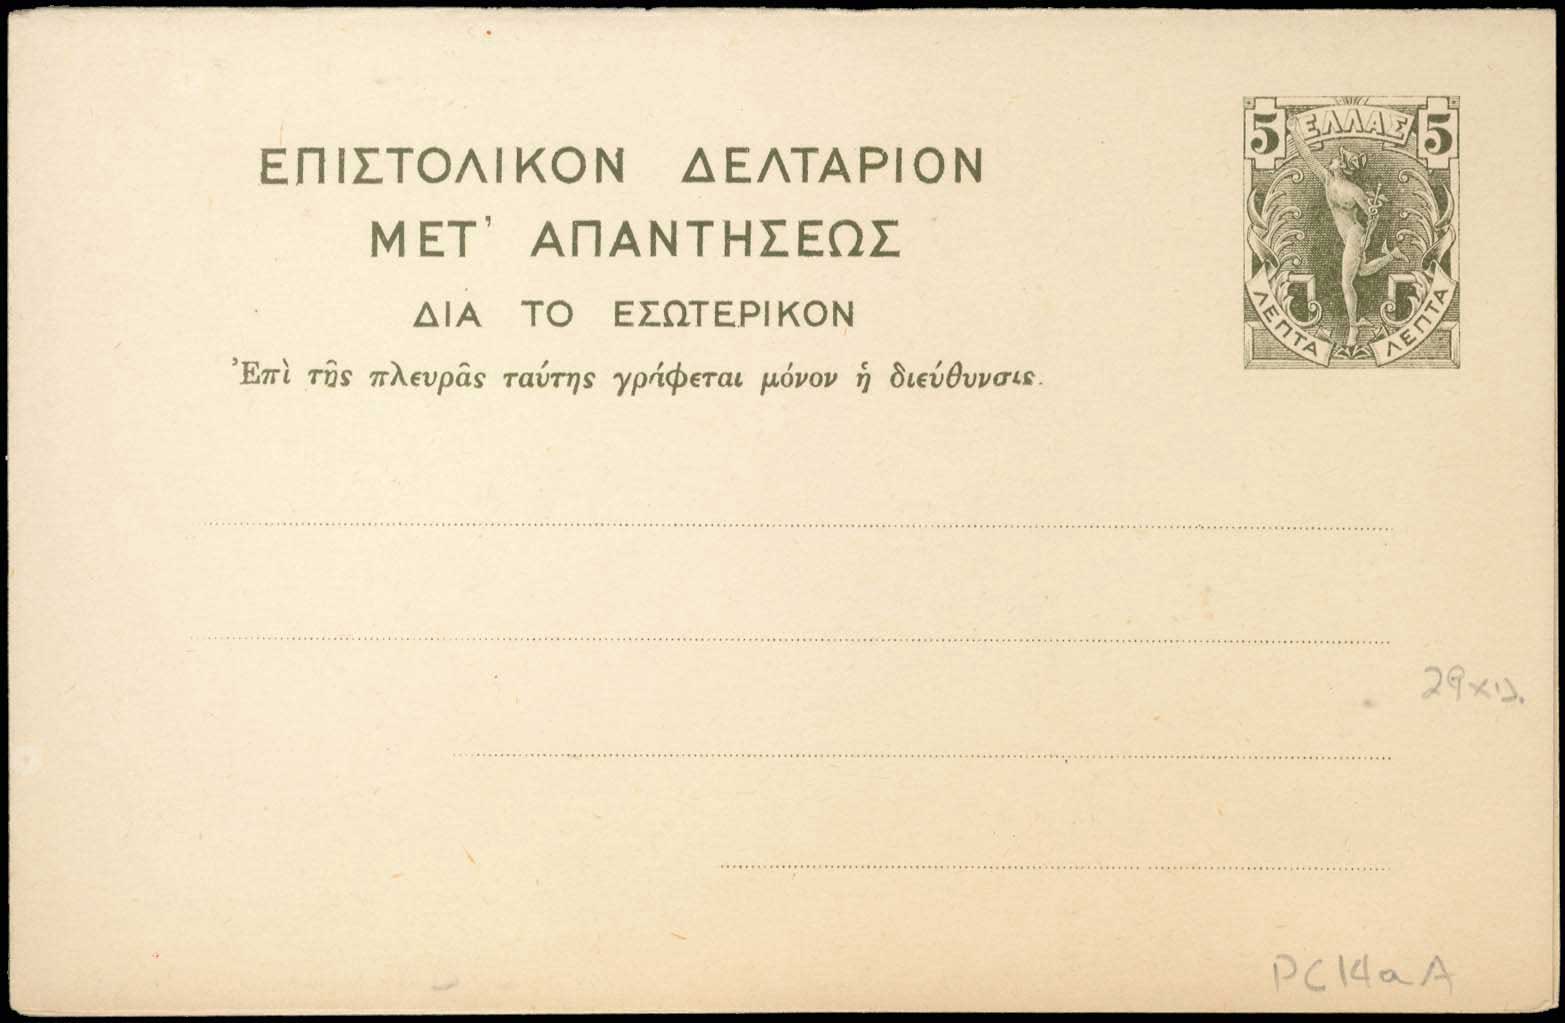 ΕΠΙΣΤΟΛΙΚΟΝ ΔΕΛΤΑΡΙΟΝ
ΜΕΤ' ΑΠΑΝΤΗΣΕΩΣ
ΔΙΑ ΤΟ ΕΣΩΤΕΡΙΚΟΝ
Ἐπὶ τῆς πλευρᾶς ταύτης γράφεται μόνον ἡ διεύθυνσις.
5 ΕΛΛΑΣ 5
ΛΕΠΤΑ ΛΕΠΤΑ
29χιλ.
PC14aA